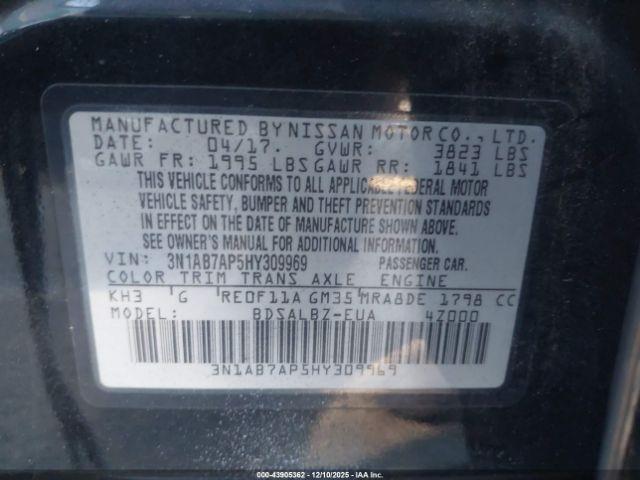 MANUFACTURED BY NISSAN MOTOR CO., LTD.
DATE: 04/17. GVWR: 3823 LBS
GAWR FR: 1995 LBS GAWR RR: 1841 LBS
THIS VEHICLE CONFORMS TO ALL APPLICABLE FEDERAL MOTOR
VEHICLE SAFETY, BUMPER AND THEFT PREVENTION STANDARDS
IN EFFECT ON THE DATE OF MANUFACTURE SHOWN ABOVE.
SEE OWNER'S MANUAL FOR ADDITIONAL INFORMATION.
VIN: 3N1AB7AP5HY309969 PASSENGER CAR.
COLOR TRIM TRANS AXLE ENGINE
KH3 G RE0F11A GM35 MRA8DE 1798 CC
MODEL: BDSALBZ-EUA 4Z000
3N1AB7AP5HY309969
000-43905362 - 12/10/2025 - IAA Inc.